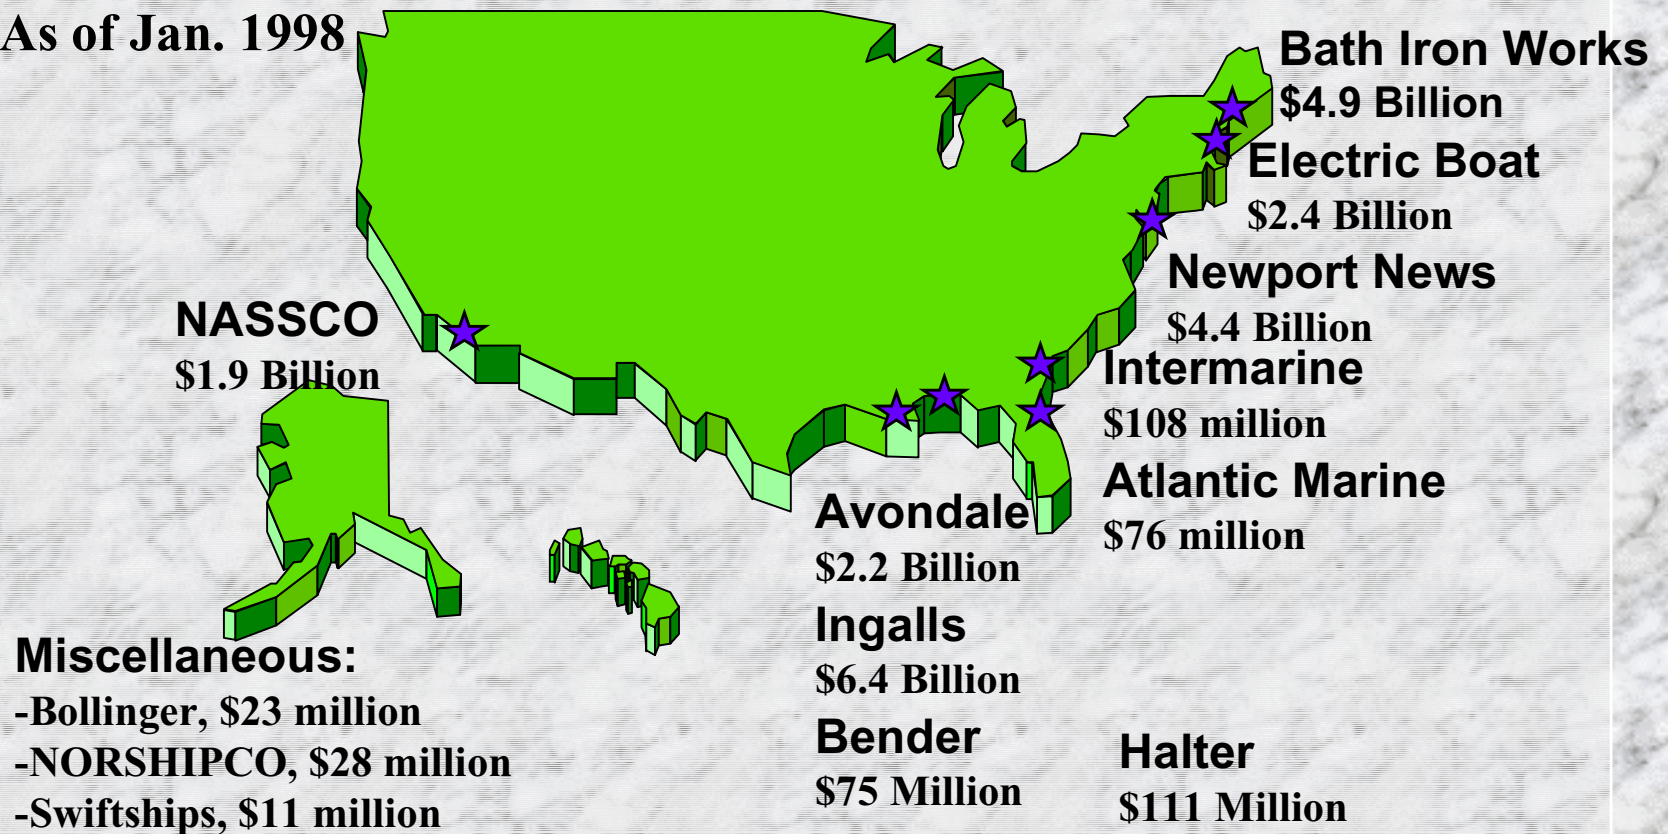 As of Jan. 1998
Bath Iron Works
$4.9 Billion
Electric Boat
$2.4 Billion
Newport News
$4.4 Billion
NASSCO
$1.9 Billion
Intermarine
$108 million
Atlantic Marine
$76 million
Avondale
$2.2 Billion
Ingalls
$6.4 Billion
Bender
$75 Million
Halter
$111 Million
Miscellaneous:
-Bollinger, $23 million
-NORSHIPCO, $28 million
-Swiftships, $11 million